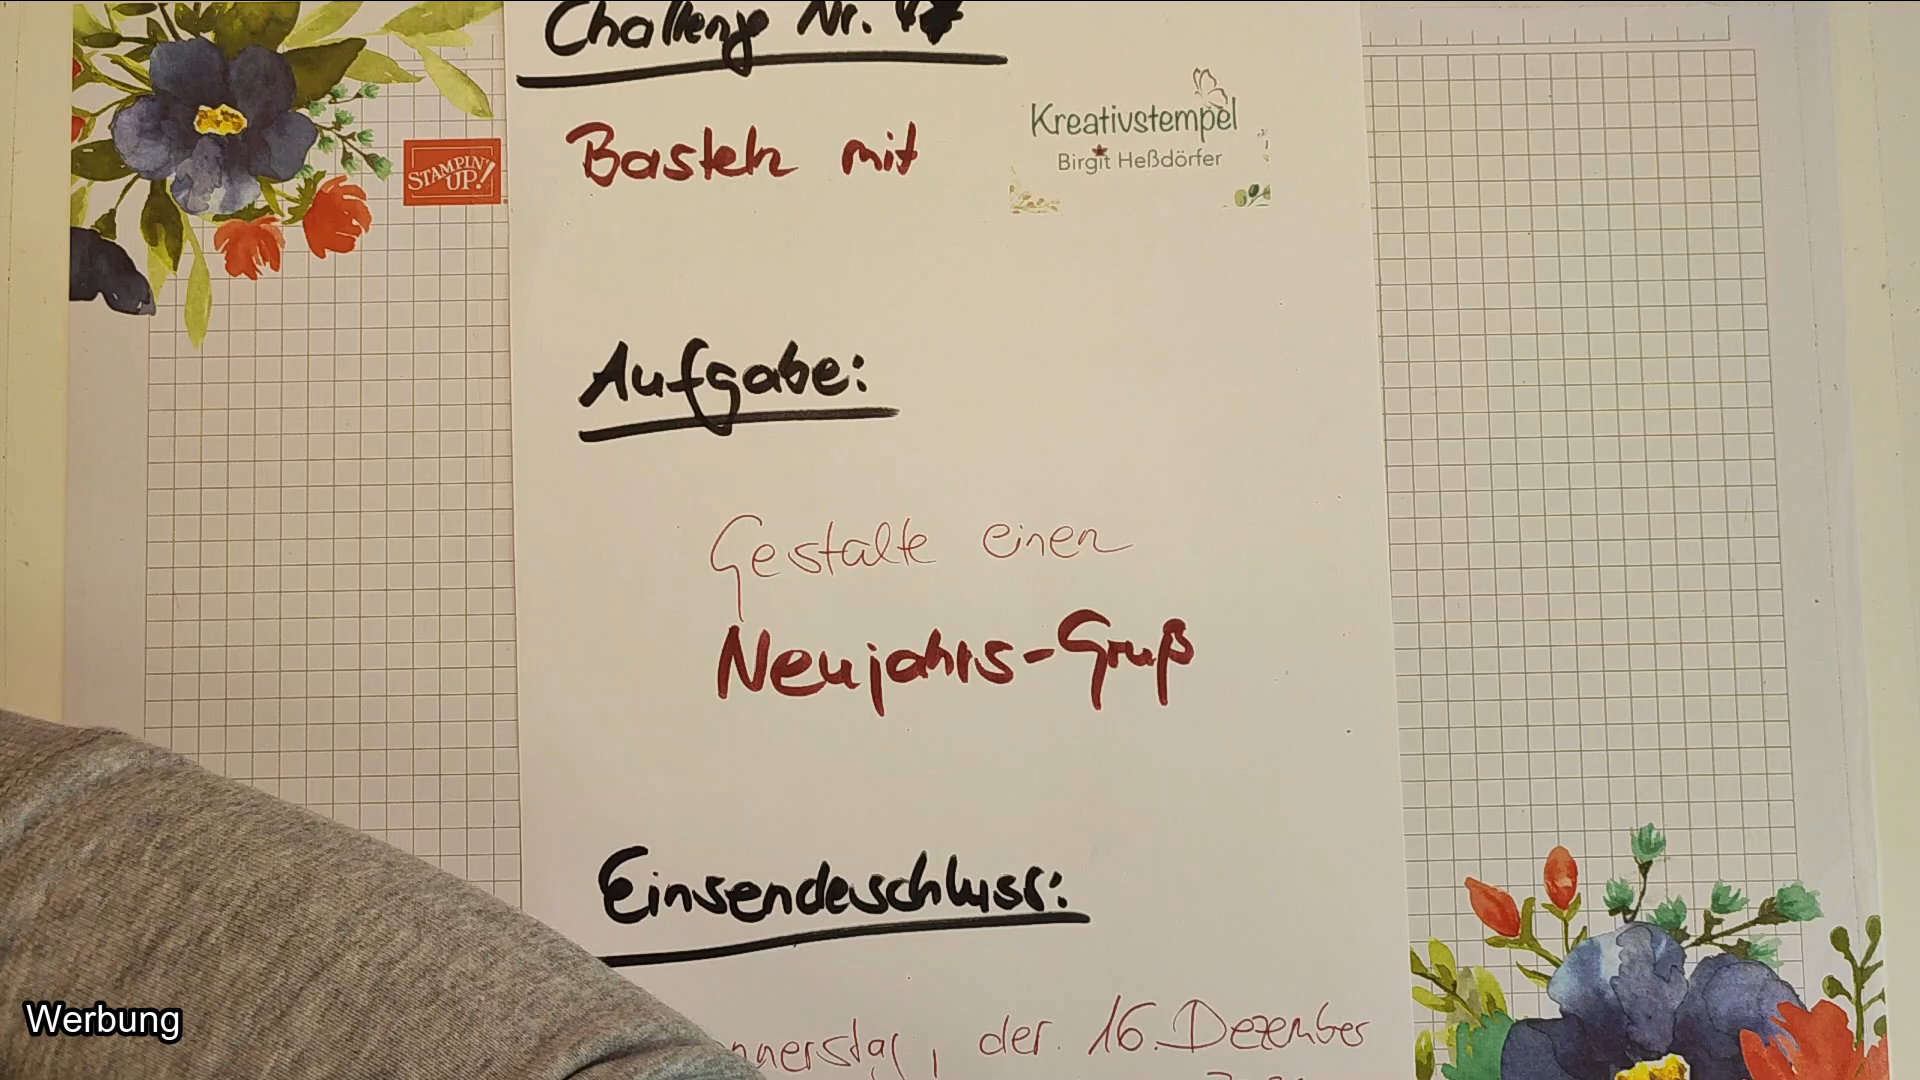 Challenge Nr.
Basteln mit
Kreativstempel
Birgit Heßdörfer
STAMPIN'
UP!
Aufgabe:
Gestalte einen
Neujahrs-Gruß
Einsendeschluss:
nnerstag, der 16. Dezember
Werbung